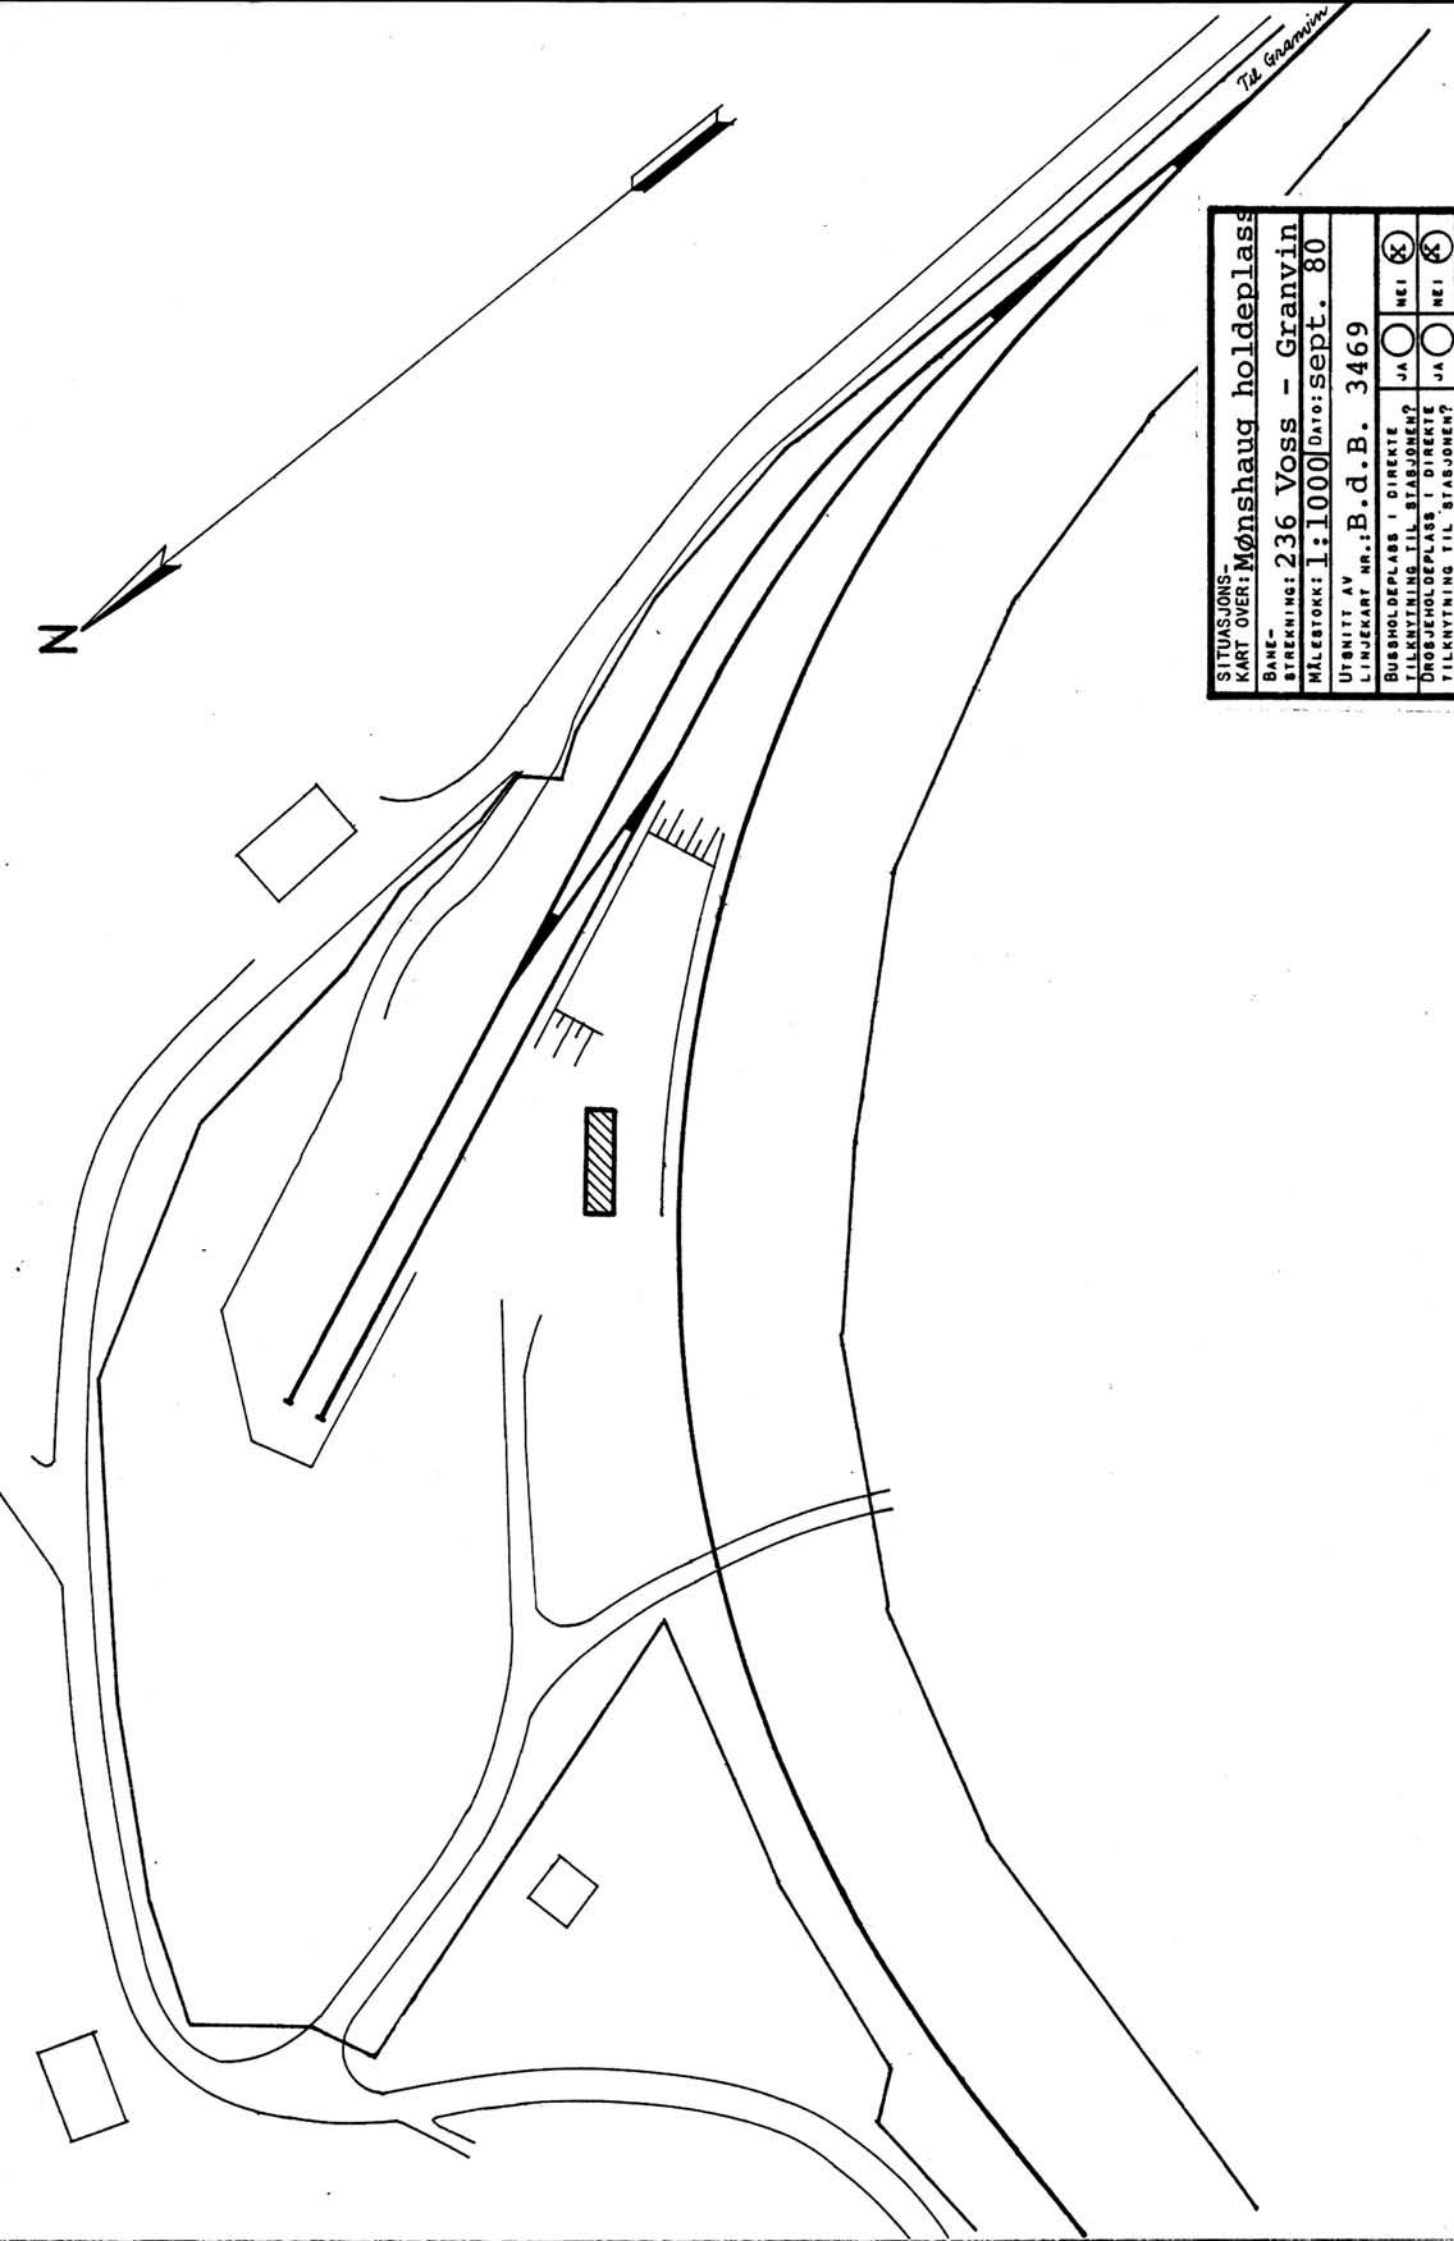 N
Til Granvin
SITUASJONS-
KART OVER: Mønshaug holdeplass
BANE-
STREKNING: 236 Voss - Granvin
MÅLESTOKK: 1:1000 DATO: sept. 80
UTSNITT AV
LINJEKART NR.: B.d.B. 3469
BUSSHOLDEPLASS I DIREKTE
TILKNYTNING TIL STASJONEN? JA NEI X
DROSJEHOLDEPLASS I DIREKTE
TILKNYTNING TIL STASJONEN? JA NEI X